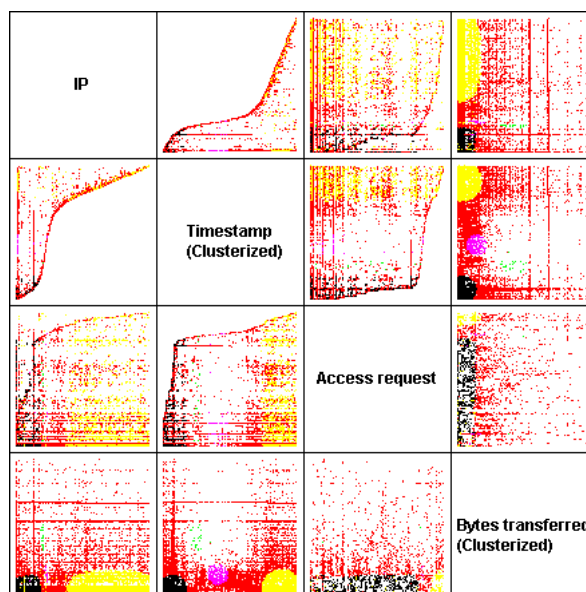 IP
Timestamp
(Clusterized)
Access request
Bytes transferred
(Clusterized)